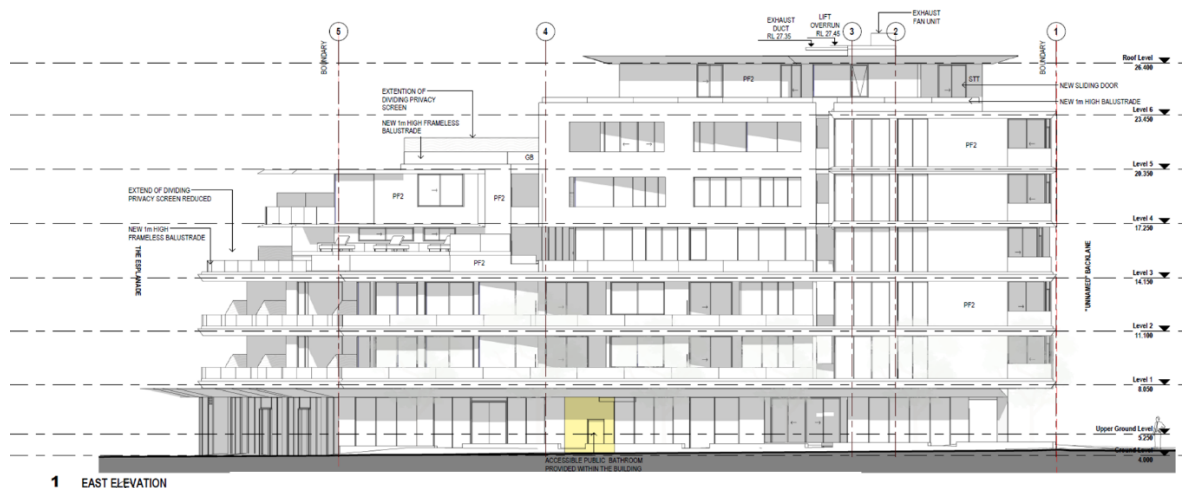 EXHAUST
FAN UNIT
EXHAUST
DUCT
RL 27.35
LIFT
OVERRUN
RL 27.45
5
4
3
2
1
BOUNDARY
BOUNDARY
Roof Level
26.400
PF2
STT
NEW SLIDING DOOR
EXTENTION OF
DIVIDING PRIVACY
SCREEN
NEW 1m HIGH BALUSTRADE
Level 6
23.450
NEW 1m HIGH FRAMELESS
BALUSTRADE
GB
PF2
Level 5
20.350
EXTEND OF DIVIDING
PRIVACY SCREEN REDUCED
PF2
PF2
Level 4
17.250
NEW 1m HIGH
FRAMELESS BALUSTRADE
THE ESPLANADE
PF2
"UNNAMED" BACKLANE
Level 3
14.150
PF2
Level 2
11.100
Level 1
8.050
Upper Ground Level
5.250
Ground Level
4.000
ACCESSIBLE PUBLIC BATHROOM
PROVIDED WITHIN THE BUILDING
1 EAST ELEVATION